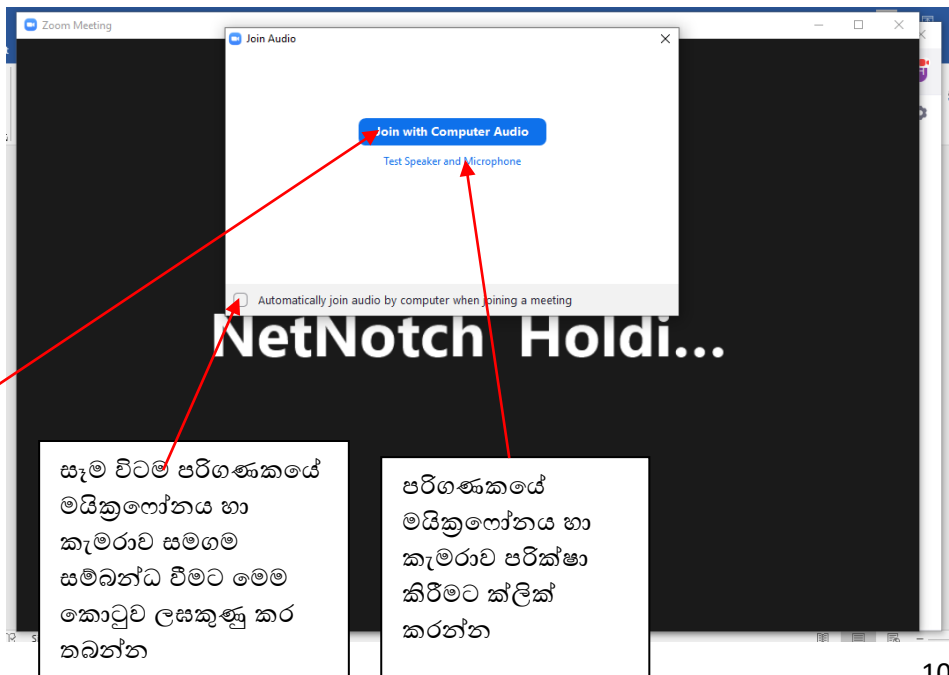 Zoom Meeting
Join Audio
Join with Computer Audio
Test Speaker and Microphone
Automatically join audio by computer when joining a meeting
NetNotch Holdi...
සෑම විටම පරිගණකයේ
මයික්‍රෆෝනය හා
කැමරාව සමගම
සම්බන්ධ වීමට මෙම
කොටුව ලඝකුණු කර
තබන්න
පරිගණකයේ
මයික්‍රෆෝනය හා
කැමරාව පරික්ෂා
කිරීමට ක්ලික්
කරන්න
10